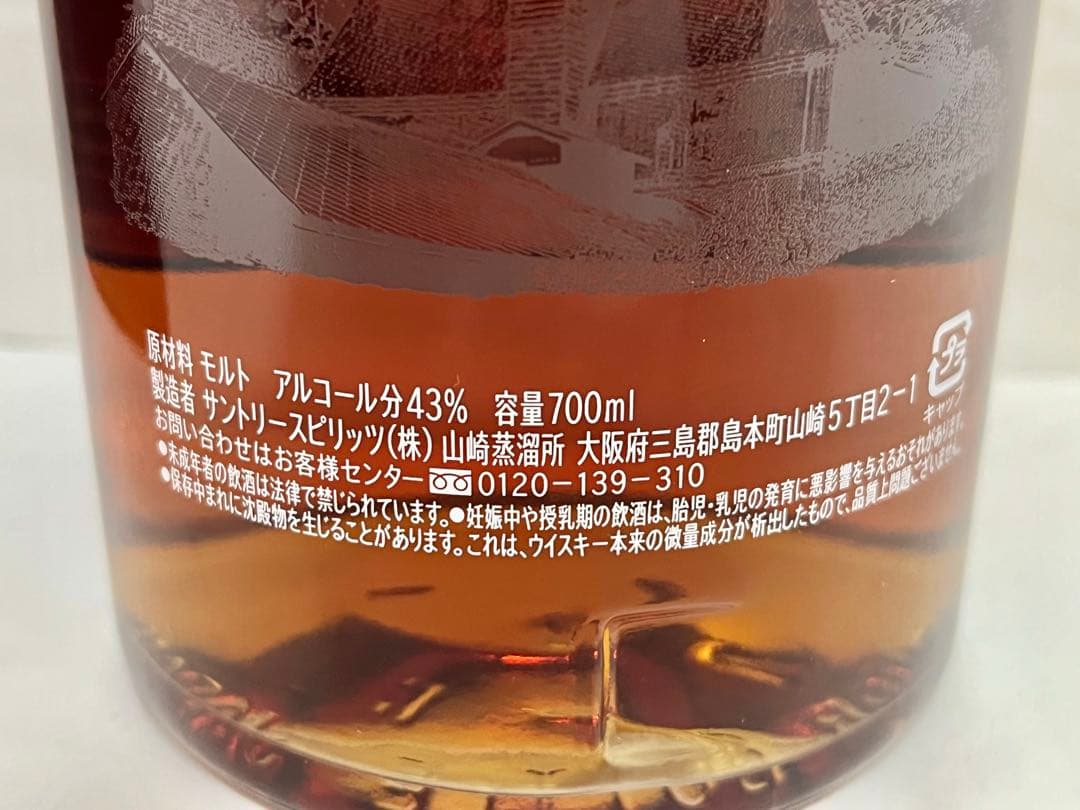 原材料 モルト アルコール分43% 容量700ml
製造者 サントリースピリッツ(株) 山崎蒸溜所 大阪府三島郡島本町山崎5丁目2-1
お問い合わせはお客様センター 0120-139-310
●未成年者の飲酒は法律で禁じられています。●妊娠中や授乳期の飲酒は、胎児・乳児の発育に悪影響を与えるおそれがあります。
●保存中まれに沈殿物を生じることがあります。これは、ウイスキー本来の微量成分が析出したもので、品質上問題ございません。
プラ
キャップ